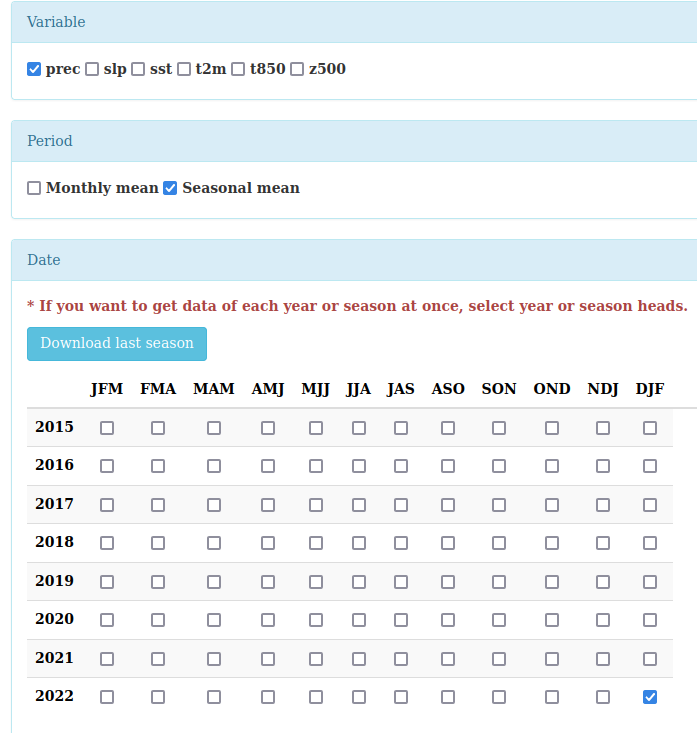 Variable
prec slp sst t2m t850 z500
Period
Monthly mean Seasonal mean
Date
* If you want to get data of each year or season at once, select year or season heads.
Download last season
JFM FMA MAM AMJ MJJ JJA JAS ASO SON OND NDJ DJF
2015
2016
2017
2018
2019
2020
2021
2022